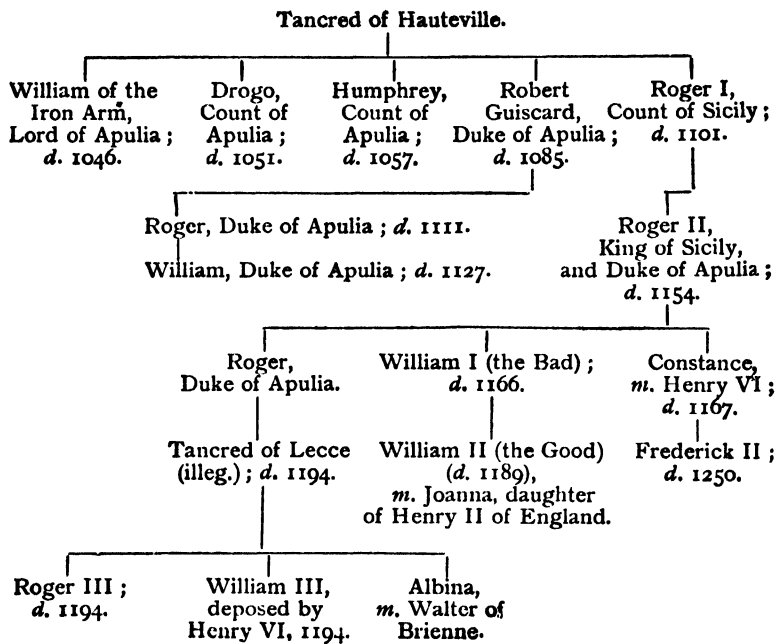 Tancred of Hauteville.
William of the
Iron Arm,
Lord of Apulia ;
d. 1046.
Drogo,
Count of
Apulia ;
d. 1051.
Humphrey,
Count of
Apulia ;
d. 1057.
Robert
Guiscard,
Duke of Apulia ;
d. 1085.
Roger I,
Count of Sicily ;
d. 1101.
Roger, Duke of Apulia ; d. 1111.
William, Duke of Apulia ; d. 1127.
Roger II,
King of Sicily,
and Duke of Apulia ;
d. 1154.
Roger,
Duke of Apulia.
William I (the Bad) ;
d. 1166.
Constance,
m. Henry VI ;
d. 1167.
Tancred of Lecce
(illeg.) ; d. 1194.
William II (the Good)
(d. 1189),
m. Joanna, daughter
of Henry II of England.
Frederick II ;
d. 1250.
Roger III ;
d. 1194.
William III,
deposed by
Henry VI, 1194.
Albina,
m. Walter of
Brienne.